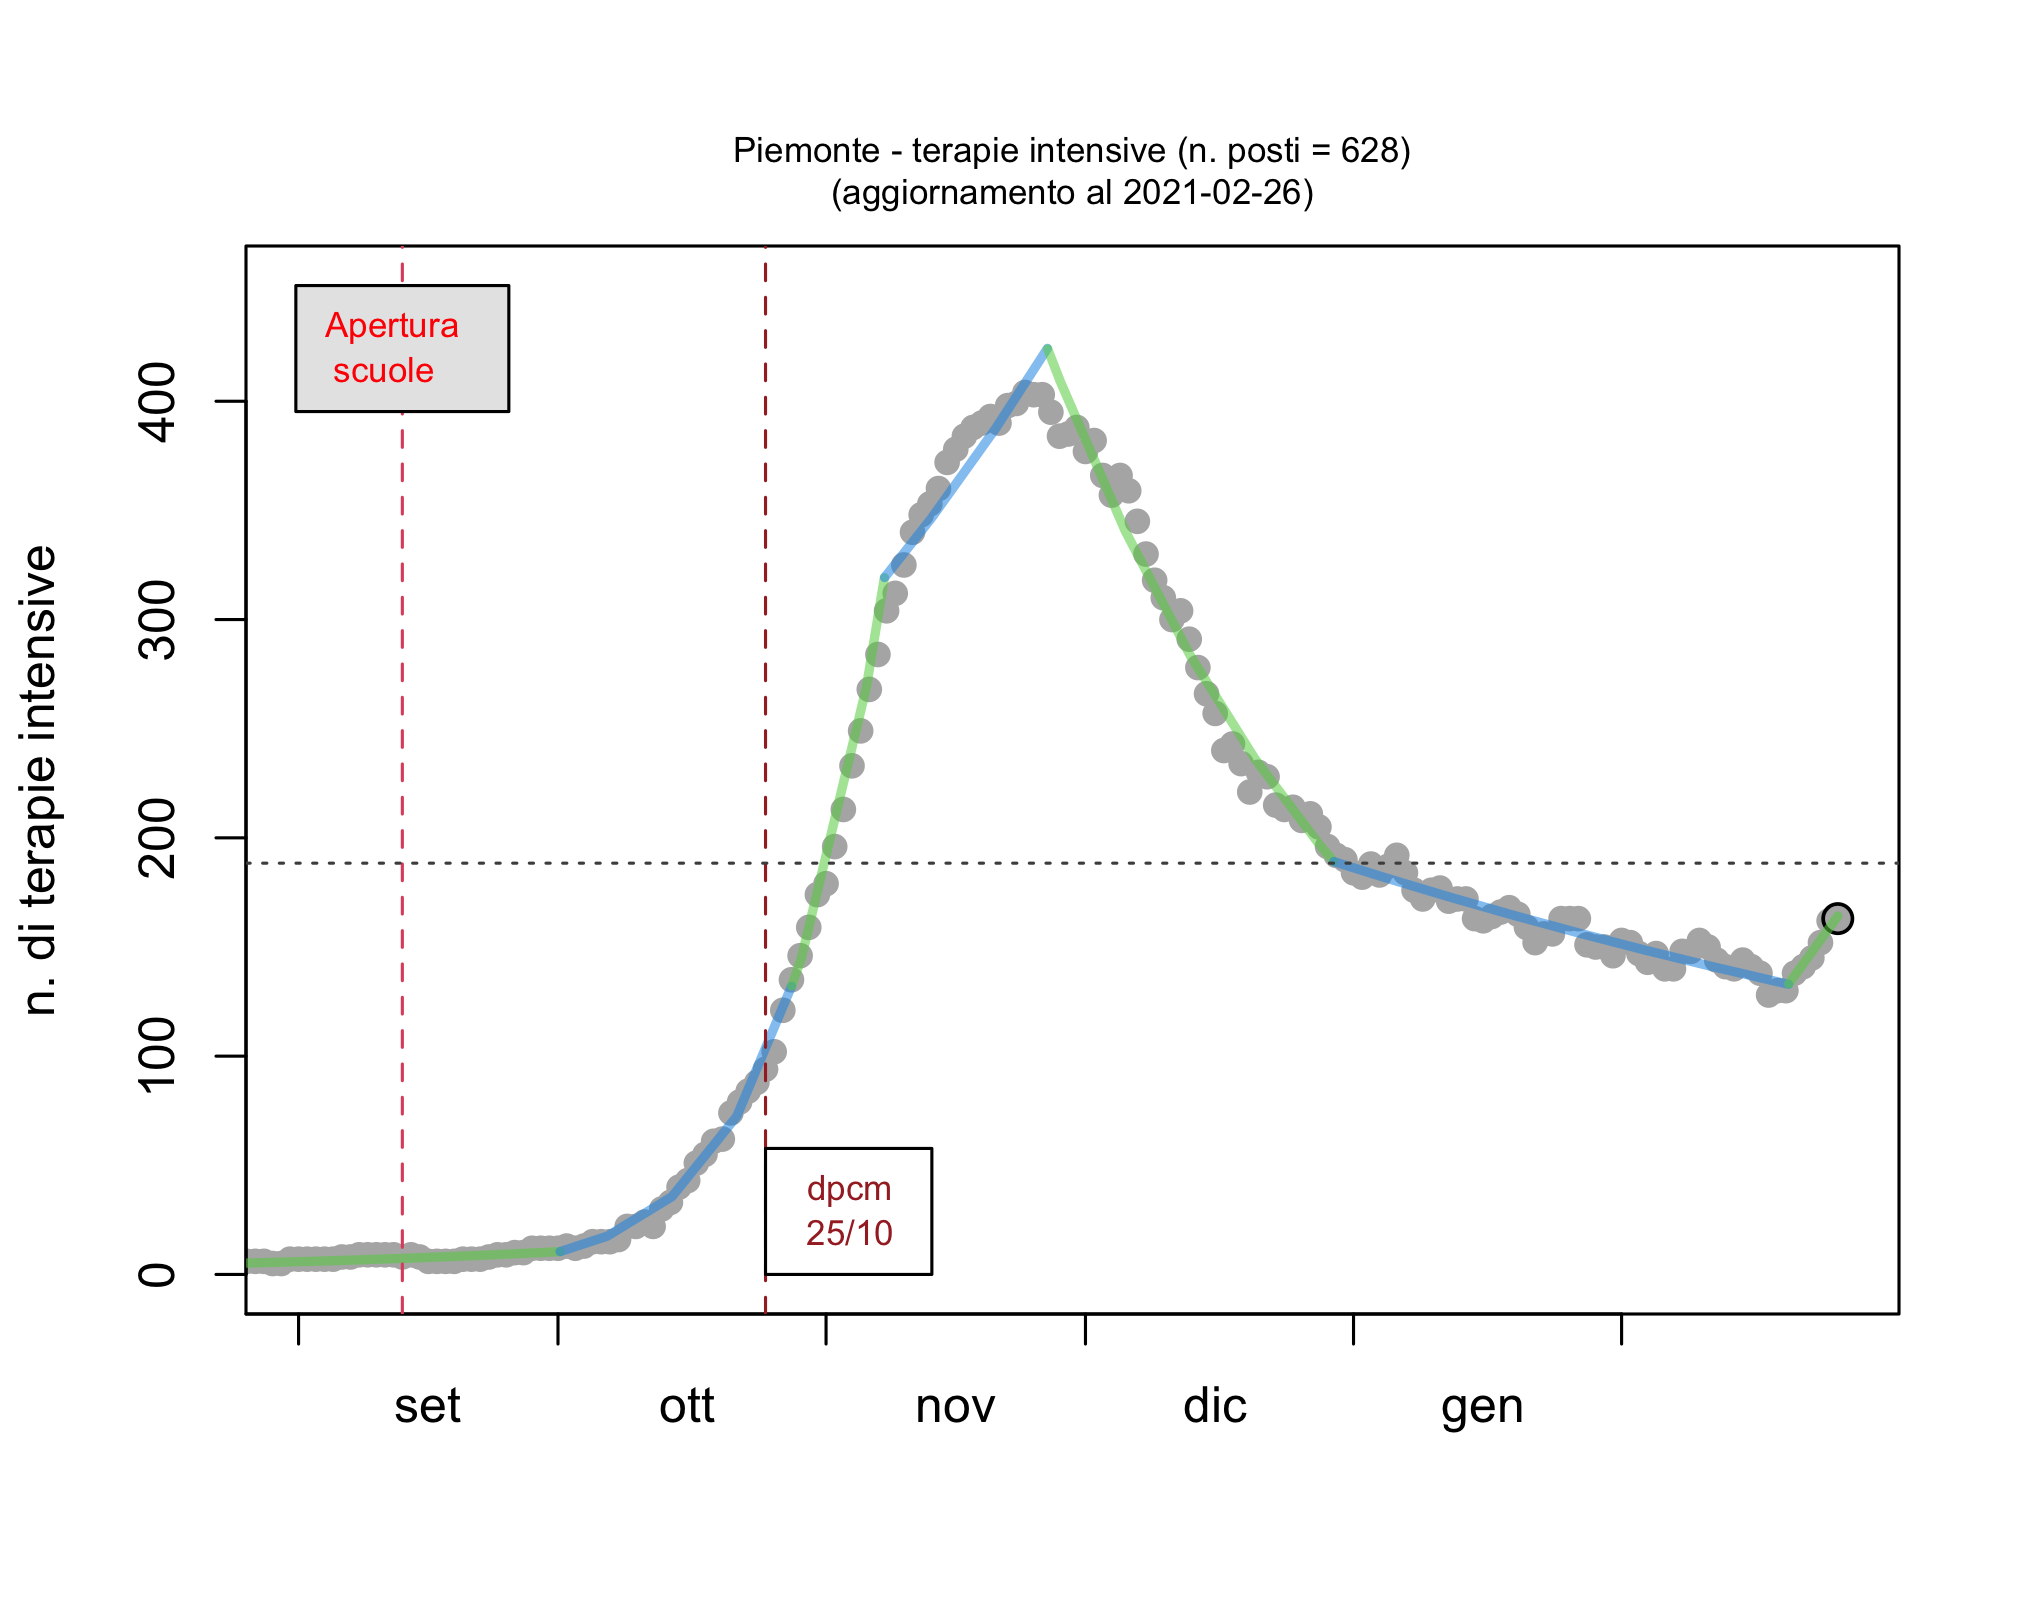 Piemonte - terapie intensive (n. posti = 628)
(aggiornamento al 2021-02-26)
Apertura
scuole
n. di terapie intensive
400
300
200
100
0
dpcm
25/10
set ott nov dic gen